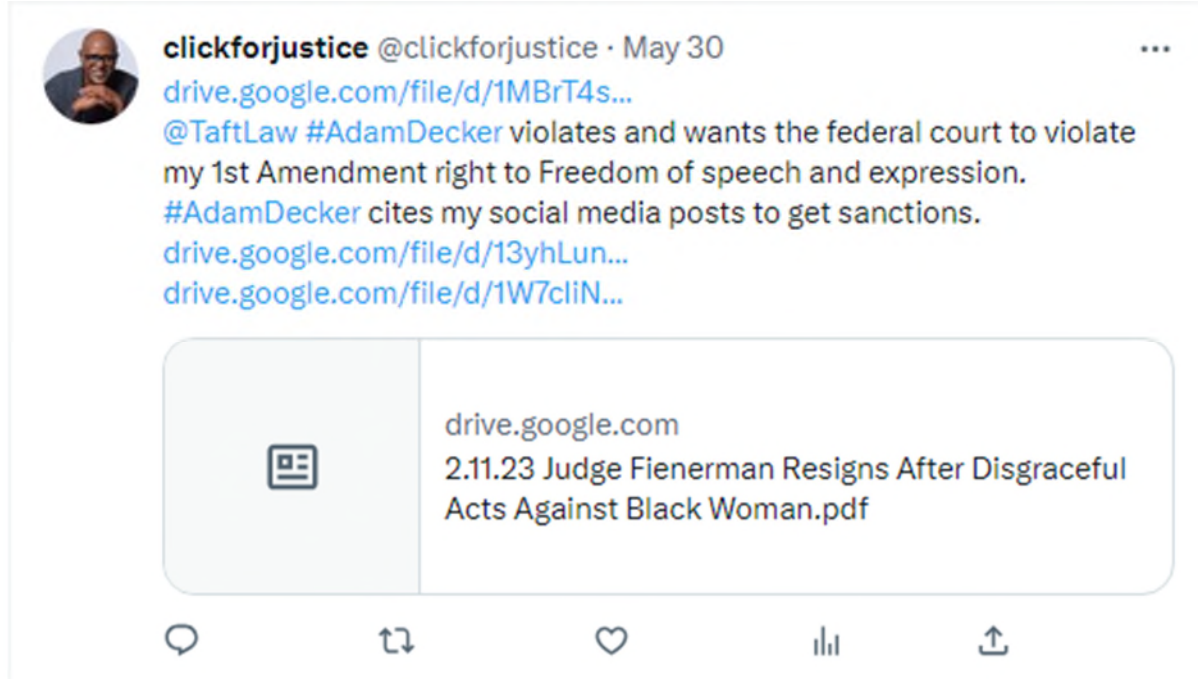 clickforjustice @clickforjustice · May 30
drive.google.com/file/d/1MBrT4s...
@TaftLaw #AdamDecker violates and wants the federal court to violate
my 1st Amendment right to Freedom of speech and expression.
#AdamDecker cites my social media posts to get sanctions.
drive.google.com/file/d/13yhLun...
drive.google.com/file/d/1W7cliN...
drive.google.com
2.11.23 Judge Fienerman Resigns After Disgraceful
Acts Against Black Woman.pdf